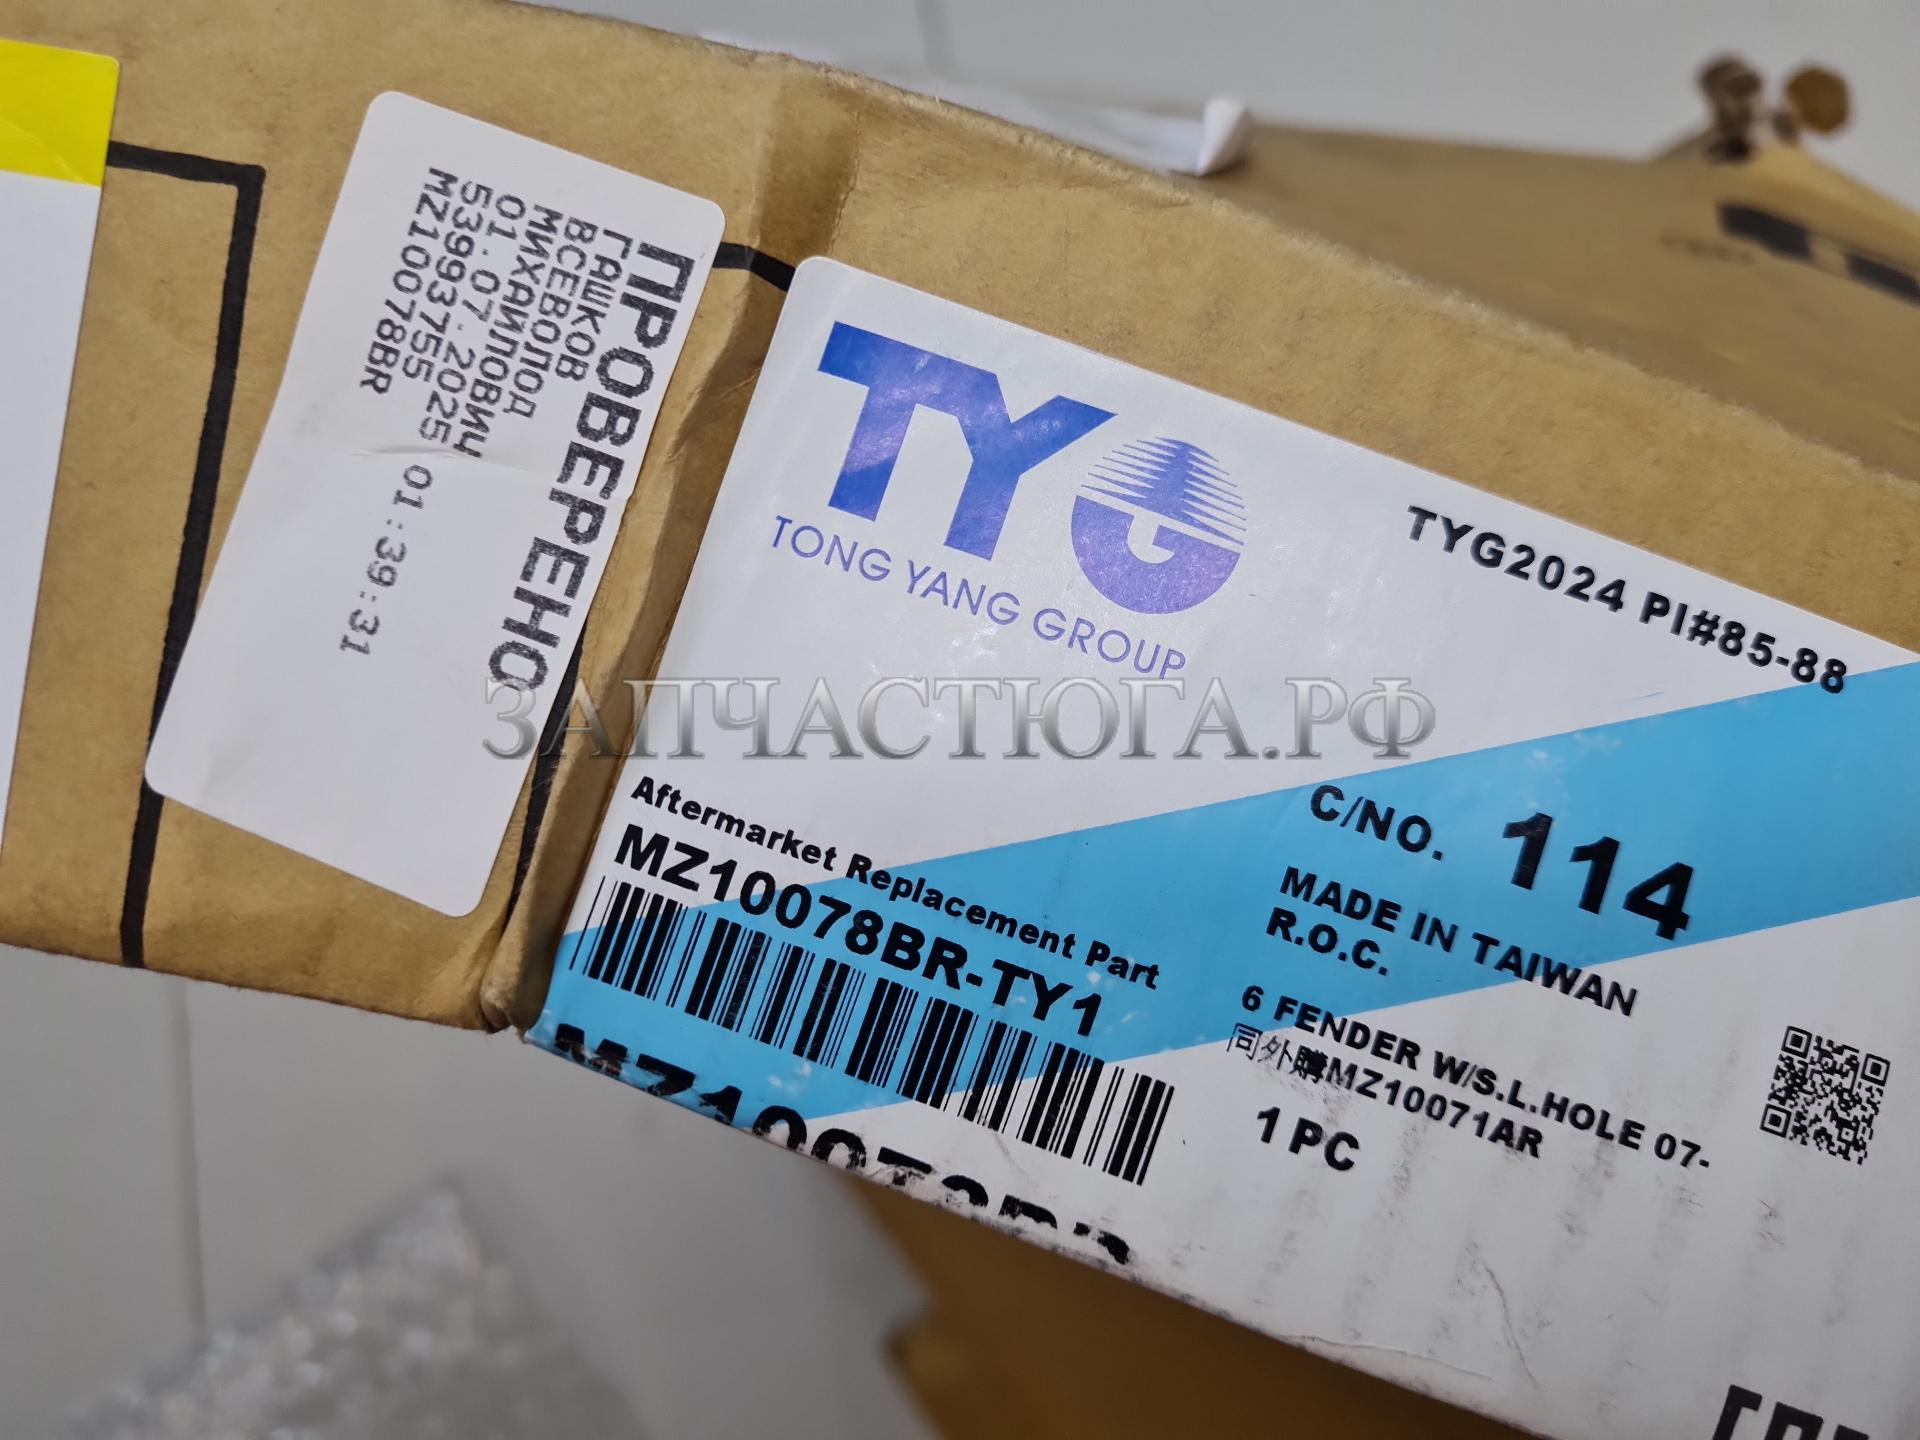 ПРОВЕРЕНО
ГАШКОВ
ВСЕВОЛОД
МИХАЙЛОВИЧ
01.07.2025 01:39:31
539937555
MZ10078BR
TYG
TONG YANG GROUP
TYG2024 PI#85-88
ЗАПЧАСТЮГА.РФ
C/NO. 114
MADE IN TAIWAN
R.O.C.
Aftermarket Replacement Part
MZ10078BR-TY1
6 FENDER W/S.L.HOLE 07-
同外購MZ10071AR
1 PC